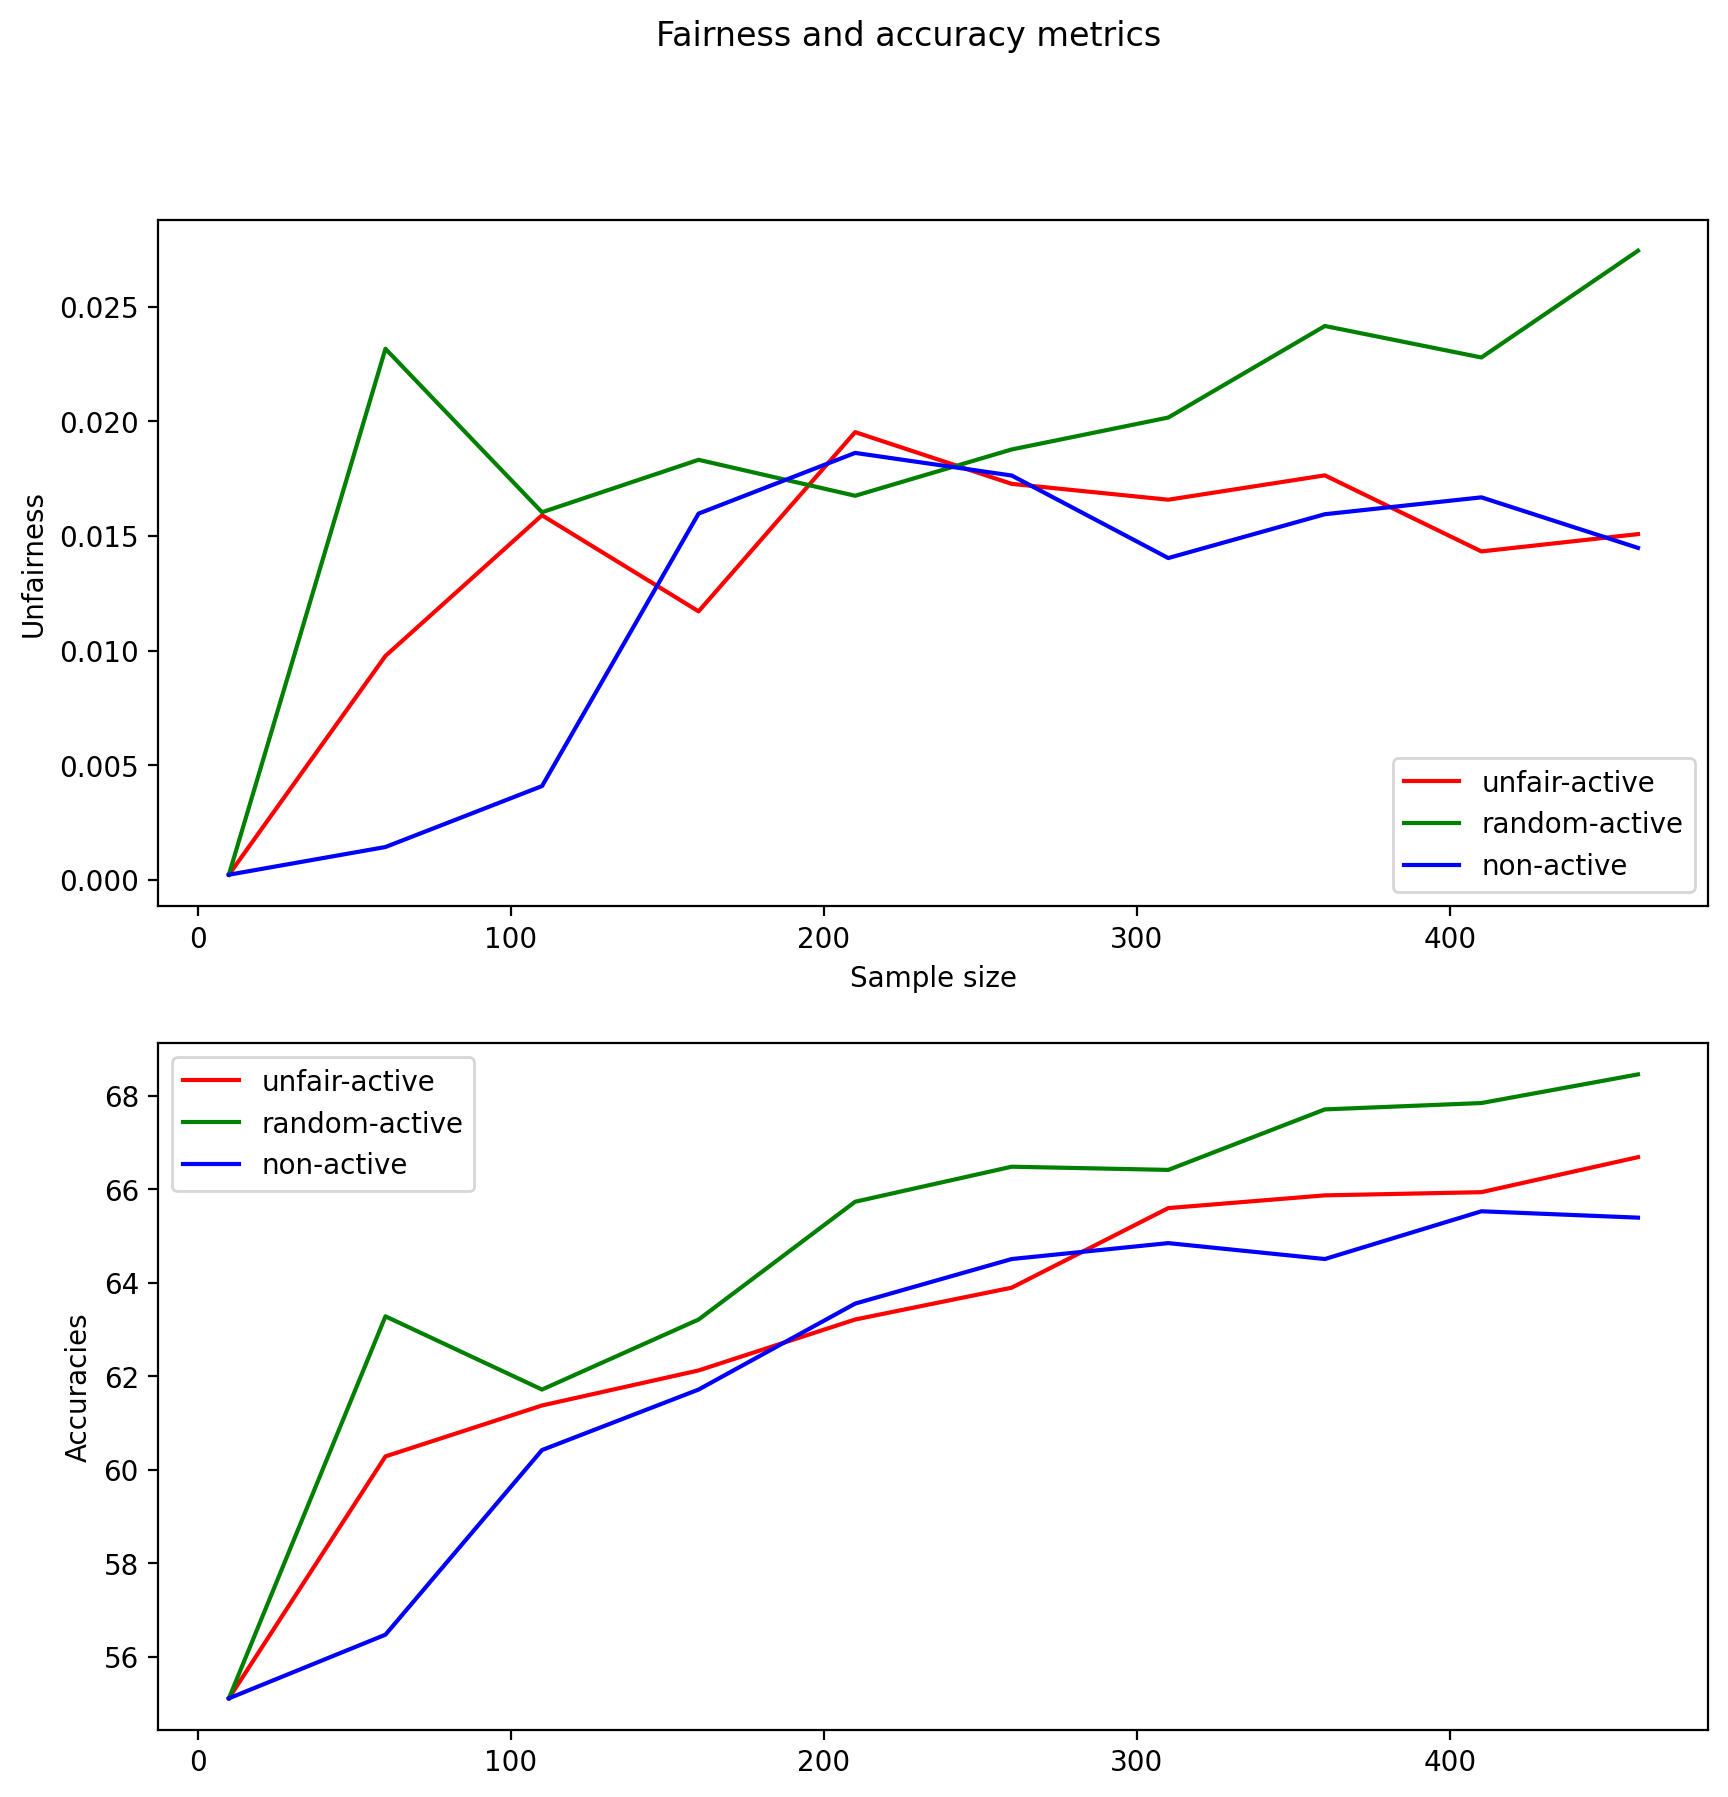 Fairness and accuracy metrics
Unfairness
0.025
0.020
0.015
0.010
0.005
0.000
unfair-active
random-active
non-active
0 100 200 300 400
Sample size
Accuracies
68
66
64
62
60
58
56
unfair-active
random-active
non-active
0 100 200 300 400